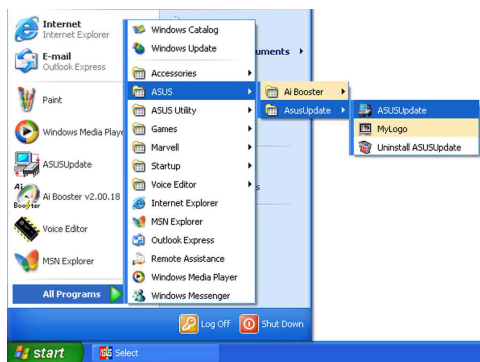 Internet
Internet Explorer
E-mail
Outlook Express
Paint
Windows Media Playe
ASUSUpdate
Ai Booster v2.00.18
Voice Editor
MSN Explorer
All Programs
Windows Catalog
Windows Update
Accessories
ASUS
ASUS Utility
Games
Marvell
Startup
Voice Editor
Internet Explorer
MSN Explorer
Outlook Express
Remote Assistance
Windows Media Player
Windows Messenger
uments
s
Ai Booster
AsusUpdate
ASUSUpdate
MyLogo
Uninstall ASUSUpdate
Log Off
Shut Down
start
Select